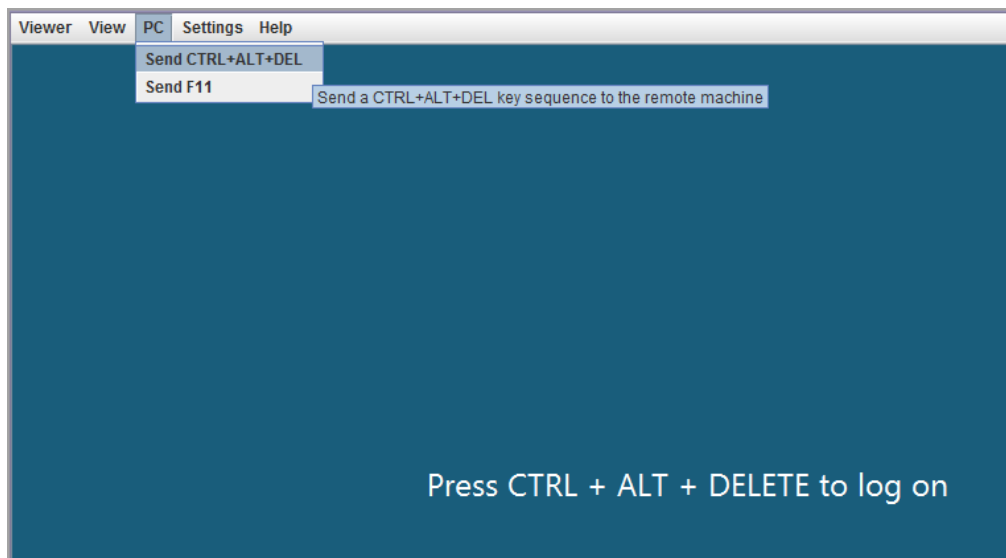 Viewer View PC Settings Help
Send CTRL+ALT+DEL
Send F11
Send a CTRL+ALT+DEL key sequence to the remote machine
Press CTRL + ALT + DELETE to log on